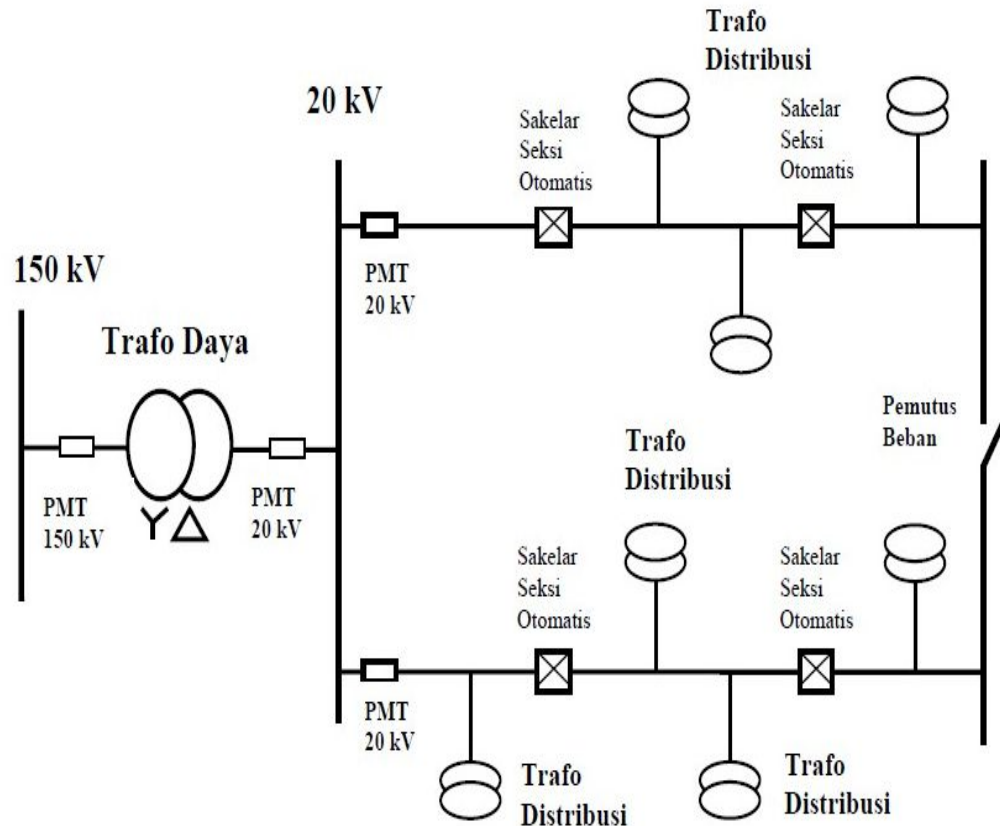 Trafo
Distribusi
20 kV
Sakelar
Seksi
Otomatis
Sakelar
Seksi
Otomatis
150 kV
PMT
20 kV
Trafo Daya
Pemutus
Beban
Trafo
Distribusi
PMT
150 kV
PMT
20 kV
Sakelar
Seksi
Otomatis
Sakelar
Seksi
Otomatis
PMT
20 kV
Trafo
Distribusi
Trafo
Distribusi